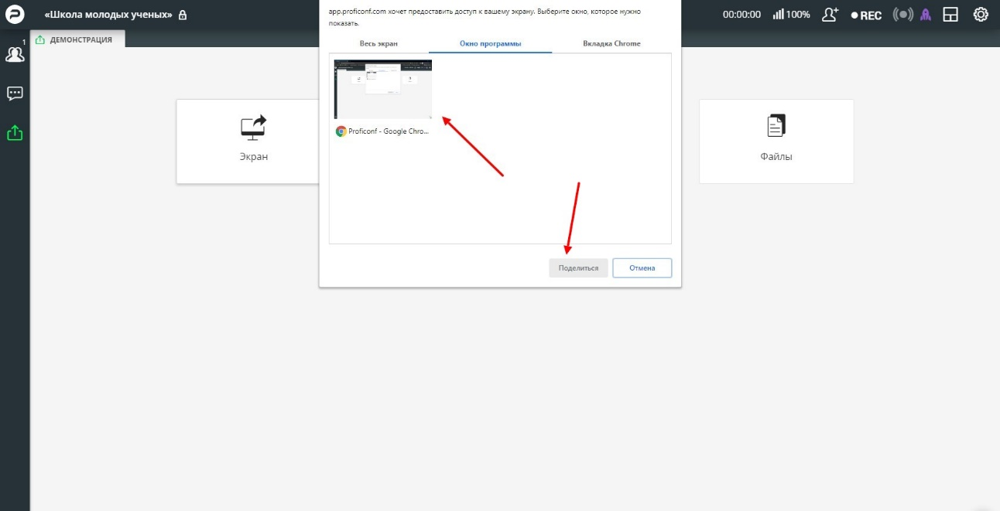 «Школа молодых ученых»
00:00:00
100%
REC
1
ДЕМОНСТРАЦИЯ
app.proficonf.com хочет предоставить доступ к вашему экрану. Выберите окно, которое нужно
показать.
Весь экран
Окно программы
Вкладка Chrome
Proficonf - Google Chro...
Экран
Файлы
Поделиться
Отмена